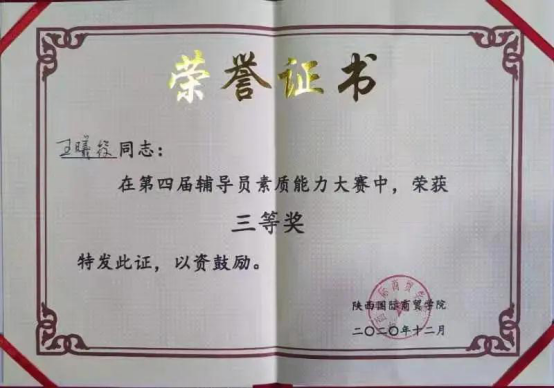 荣誉证书
王曦 同志：
在第四届辅导员素质能力大赛中，荣获
三等奖
特发此证，以资鼓励。
陕西国际商贸学院
二〇二〇年十二月